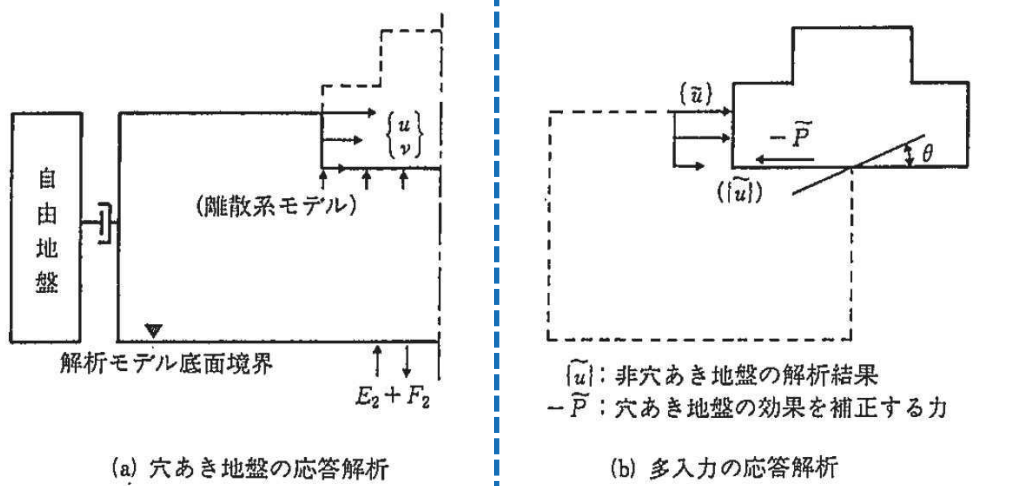 自由地盤
{u
v}
(離散系モデル)
解析モデル底面境界
E₂+F₂
(a) 穴あき地盤の応答解析
{ũ}
−P̃
θ
({ũ})
{ũ}:非穴あき地盤の解析結果
−P̃:穴あき地盤の効果を補正する力
(b) 多入力の応答解析